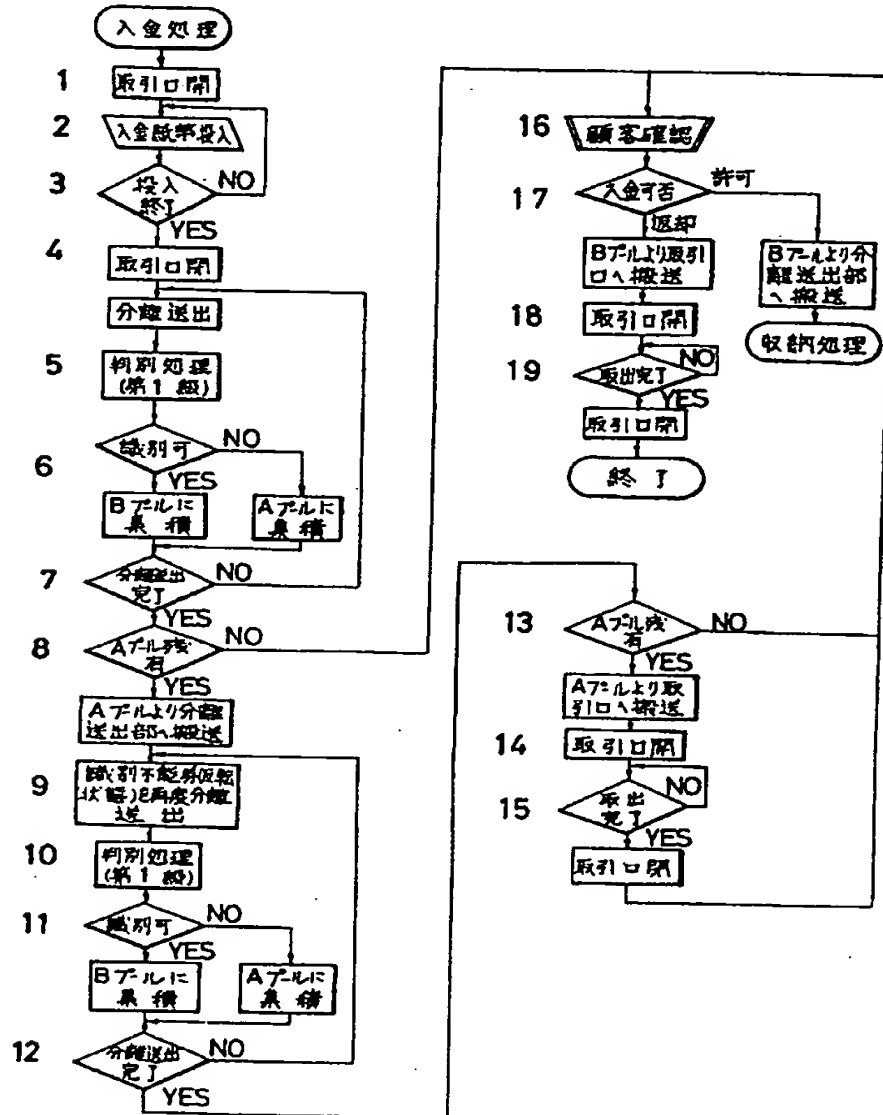 入金処理
1
取引口開
2
入金紙幣投入
3
投入
終了
NO
YES
4
取引口閉
分離送出
5
判別処理
(第1級)
6
識別可
NO
YES
Bプールに
集積
Aプールに
集積
7
分離送出
完了
NO
YES
8
Aプール残
有
NO
YES
Aプールより分離
送出部へ搬送
9
識別不能券(反転
状態)を再度分離
送出
10
判別処理
(第1級)
11
識別可
NO
YES
Bプールに
集積
Aプールに
集積
12
分離送出
完了
NO
YES
13
Aプール残
有
NO
YES
Aプールより取
引口へ搬送
14
取引口開
15
取出
完了
NO
YES
取引口閉
16
顧客確認
17
入金可否
許可
返却
Bプールより取引
口へ搬送
Bプールより分
離送出部
へ搬送
収納処理
18
取引口開
19
取出完了
NO
YES
取引口閉
終了